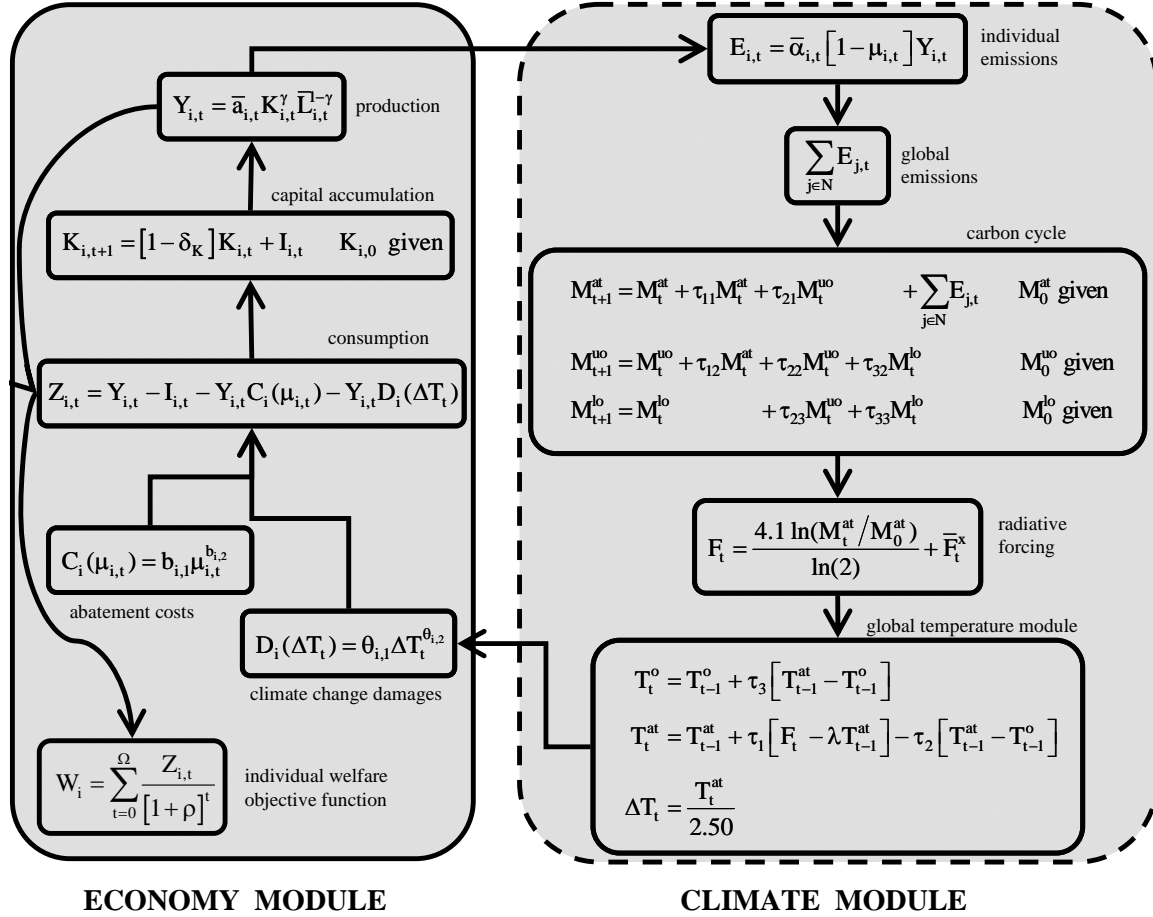 Y_{i,t} = a̅_{i,t} K_{i,t}^{γ} L̅_{i,t}^{1−γ}
production
capital accumulation
K_{i,t+1} = [1−δ_K] K_{i,t} + I_{i,t} K_{i,0} given
consumption
Z_{i,t} = Y_{i,t} − I_{i,t} − Y_{i,t} C_i(μ_{i,t}) − Y_{i,t} D_i(ΔT_t)
C_i(μ_{i,t}) = b_{i,1} μ_{i,t}^{b_{i,2}}
abatement costs
D_i(ΔT_t) = θ_{i,1} ΔT_t^{θ_{i,2}}
climate change damages
W_i = ∑_{t=0}^{Ω} Z_{i,t} / [1+ρ]^t
individual welfare
objective function
ECONOMY MODULE
E_{i,t} = α̅_{i,t} [1−μ_{i,t}] Y_{i,t}
individual
emissions
∑_{j∈N} E_{j,t}
global
emissions
carbon cycle
M_{t+1}^{at} = M_t^{at} + τ_{11} M_t^{at} + τ_{21} M_t^{uo} + ∑_{j∈N} E_{j,t} M_0^{at} given
M_{t+1}^{uo} = M_t^{uo} + τ_{12} M_t^{at} + τ_{22} M_t^{uo} + τ_{32} M_t^{lo} M_0^{uo} given
M_{t+1}^{lo} = M_t^{lo} + τ_{23} M_t^{uo} + τ_{33} M_t^{lo} M_0^{lo} given
F_t = 4.1 ln(M_t^{at}/M_0^{at}) / ln(2) + F̅_t^x
radiative
forcing
global temperature module
T_t^o = T_{t−1}^o + τ_3 [T_{t−1}^{at} − T_{t−1}^o]
T_t^{at} = T_{t−1}^{at} + τ_1 [F_t − λT_{t−1}^{at}] − τ_2 [T_{t−1}^{at} − T_{t−1}^o]
ΔT_t = T_t^{at} / 2.50
CLIMATE MODULE